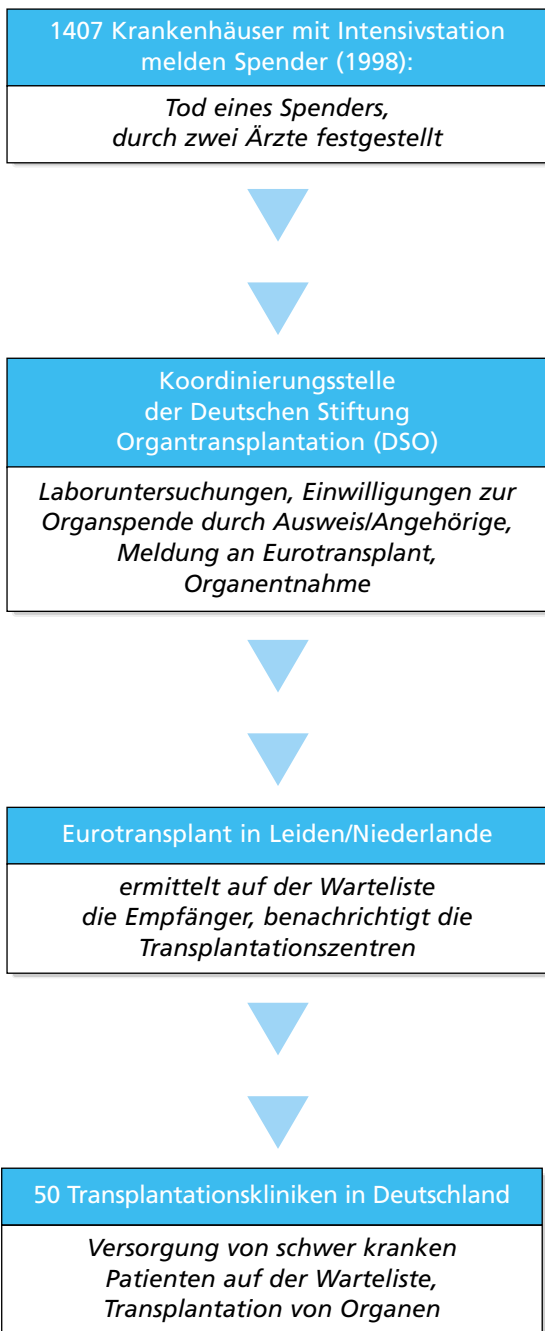 1407 Krankenhäuser mit Intensivstation
melden Spender (1998):
Tod eines Spenders,
durch zwei Ärzte festgestellt
Koordinierungsstelle
der Deutschen Stiftung
Organtransplantation (DSO)
Laboruntersuchungen, Einwilligungen zur
Organspende durch Ausweis/Angehörige,
Meldung an Eurotransplant,
Organentnahme
Eurotransplant in Leiden/Niederlande
ermittelt auf der Warteliste
die Empfänger, benachrichtigt die
Transplantationszentren
50 Transplantationskliniken in Deutschland
Versorgung von schwer kranken
Patienten auf der Warteliste,
Transplantation von Organen